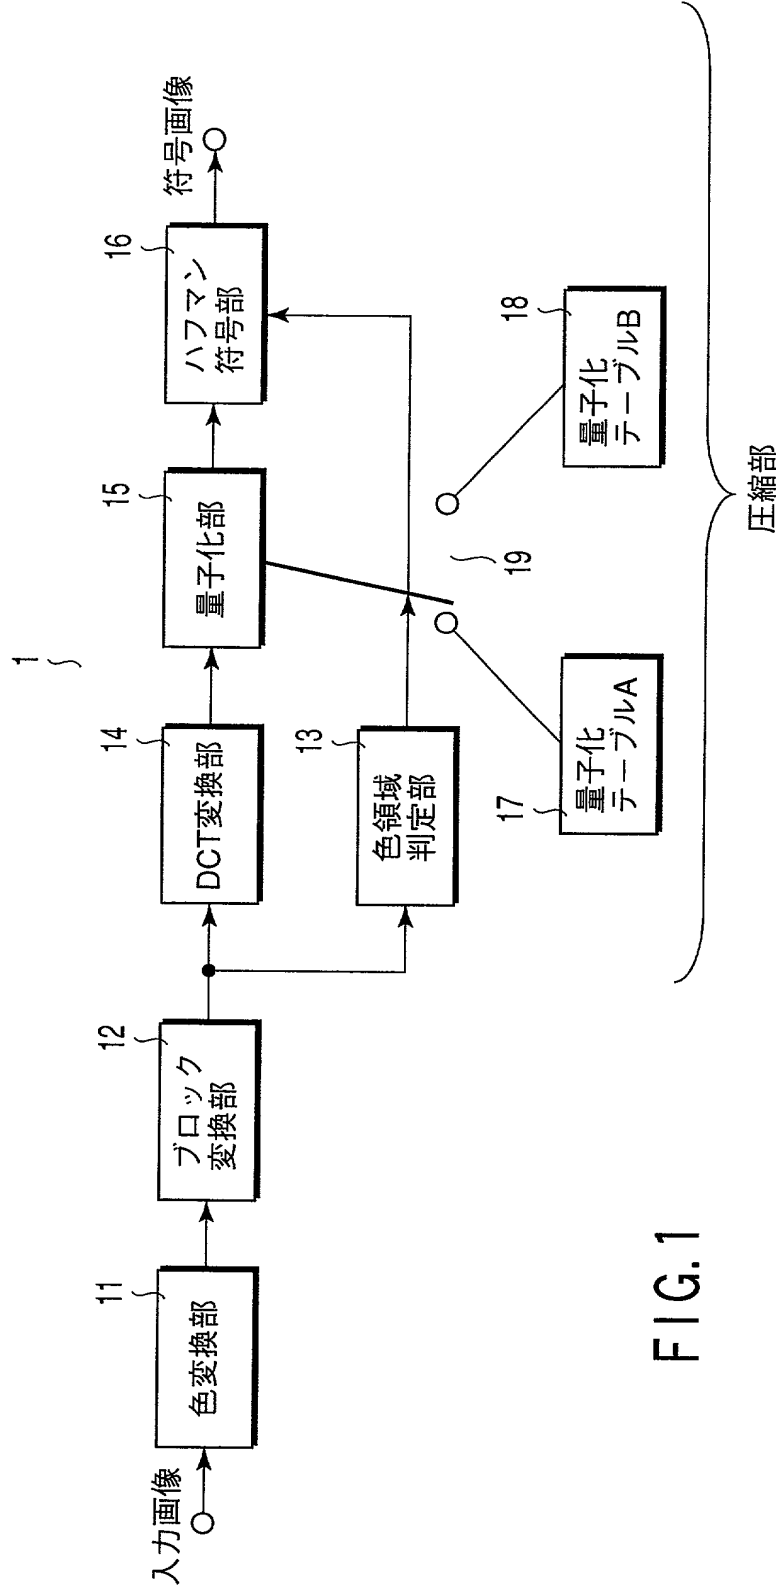 1
入力画像
11
色変換部
12
ブロック
変換部
14
DCT変換部
15
量子化部
16
ハフマン
符号部
符号画像
13
色領域
判定部
19
17
量子化
テーブルA
18
量子化
テーブルB
圧縮部
FIG.1